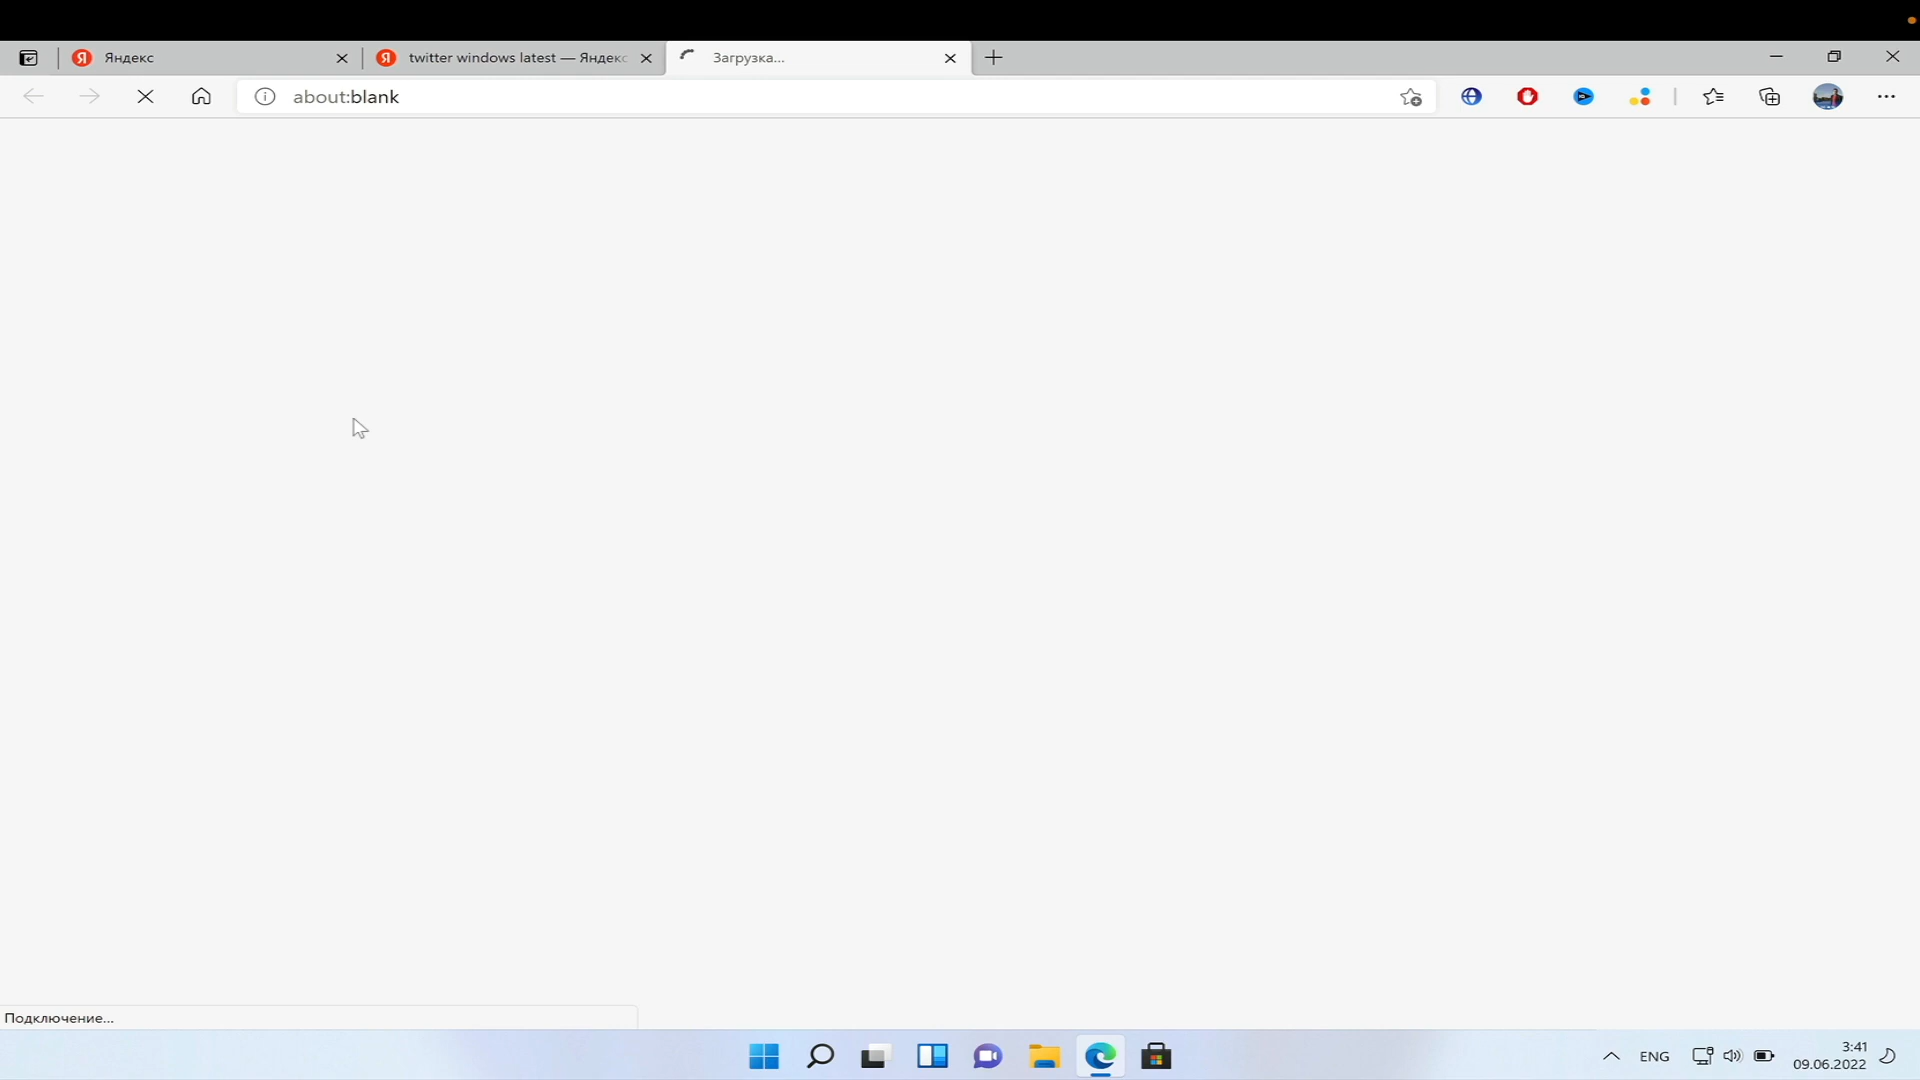 Яндекс
twitter windows latest — Яндекс
Загрузка...
about:blank
Подключение...
ENG
3:41
09.06.2022